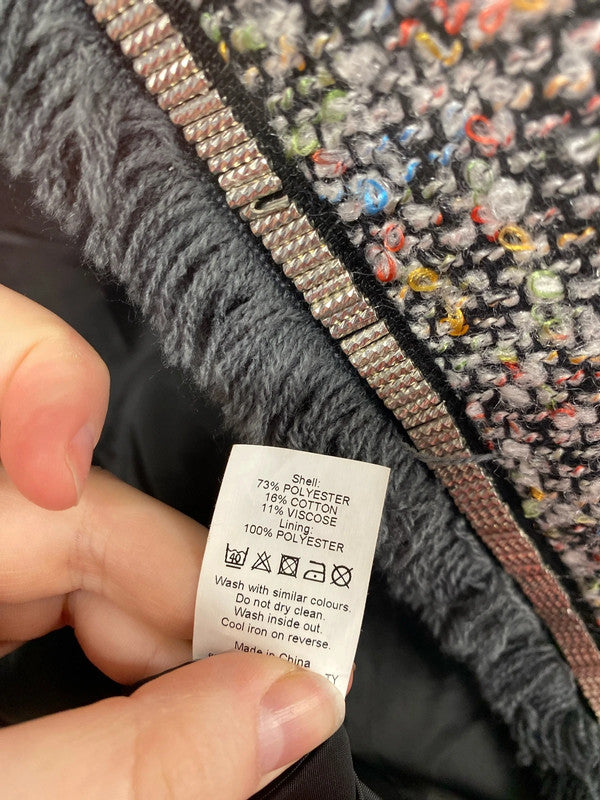 Shell:
73% POLYESTER
16% COTTON
11% VISCOSE
Lining:
100% POLYESTER
40
Wash with similar colours.
Do not dry clean.
Wash inside out.
Cool iron on reverse.
Made in China